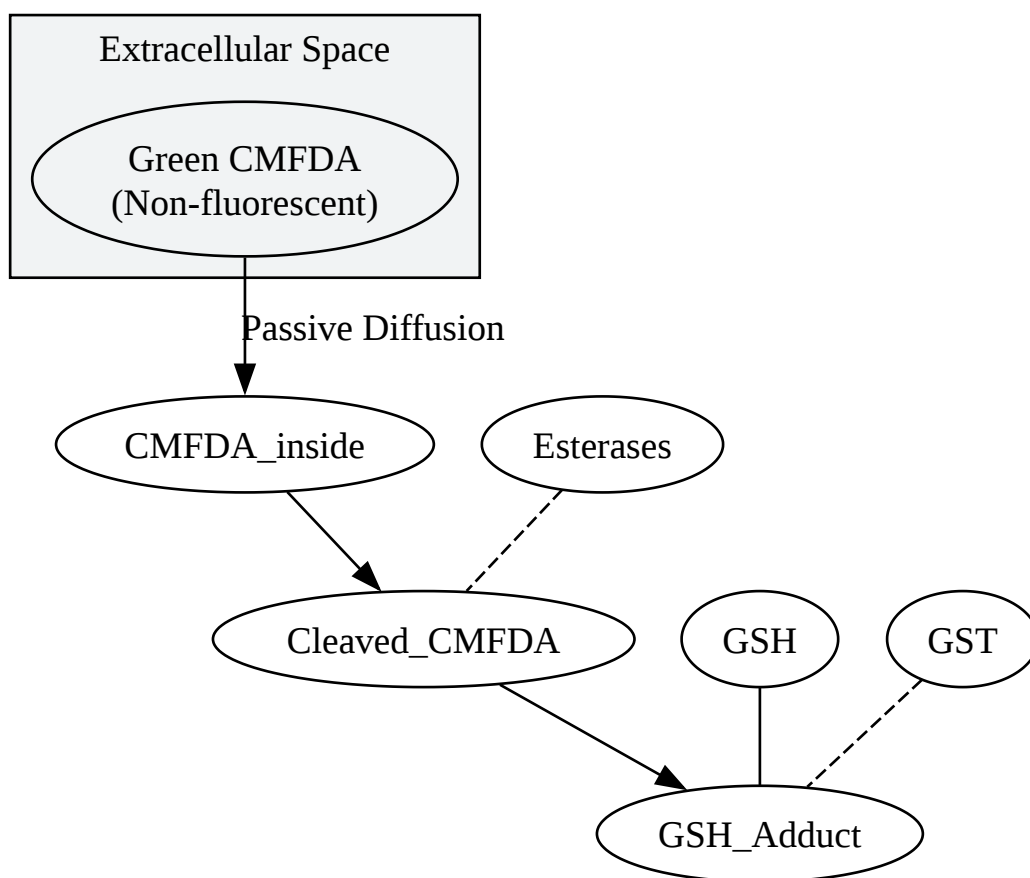 Extracellular Space
Green CMFDA
(Non-fluorescent)
Passive Diffusion
CMFDA_inside
Esterases
Cleaved_CMFDA
GSH
GST
GSH_Adduct